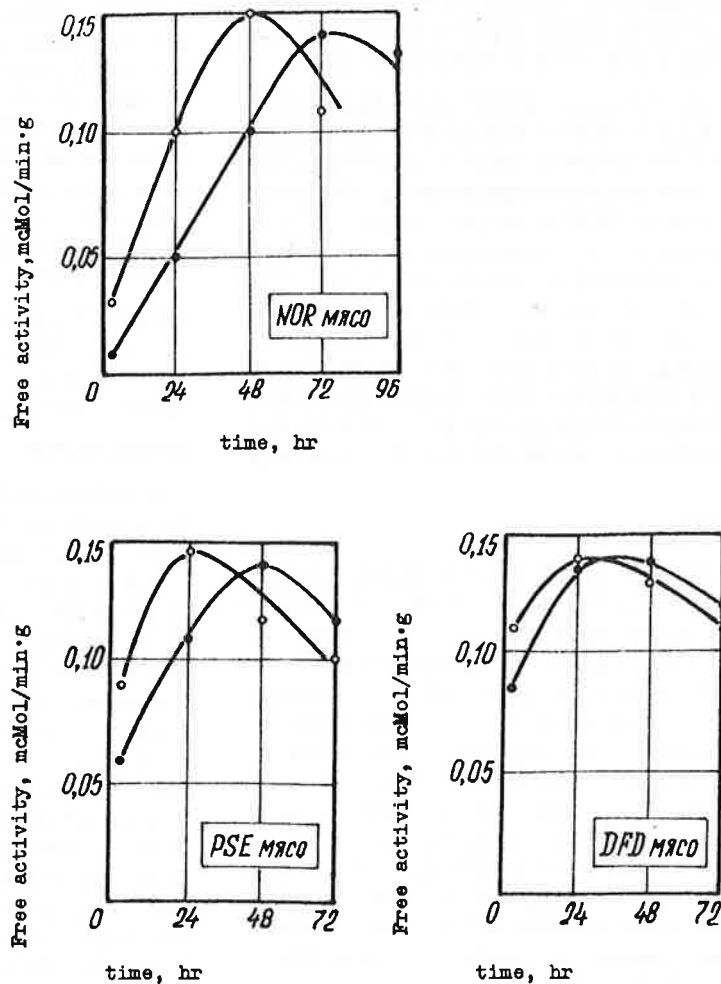 Free activity, mcMol/min·g
0,15
0,10
0,05
NOR мясо
0 24 48 72 96
time, hr
Free activity, mcMol/min·g
0,15
0,10
0,05
PSE мясо
0 24 48 72
time, hr
Free activity, mcMol/min·g
0,15
0,10
0,05
DFD мясо
0 24 48 72
time, hr